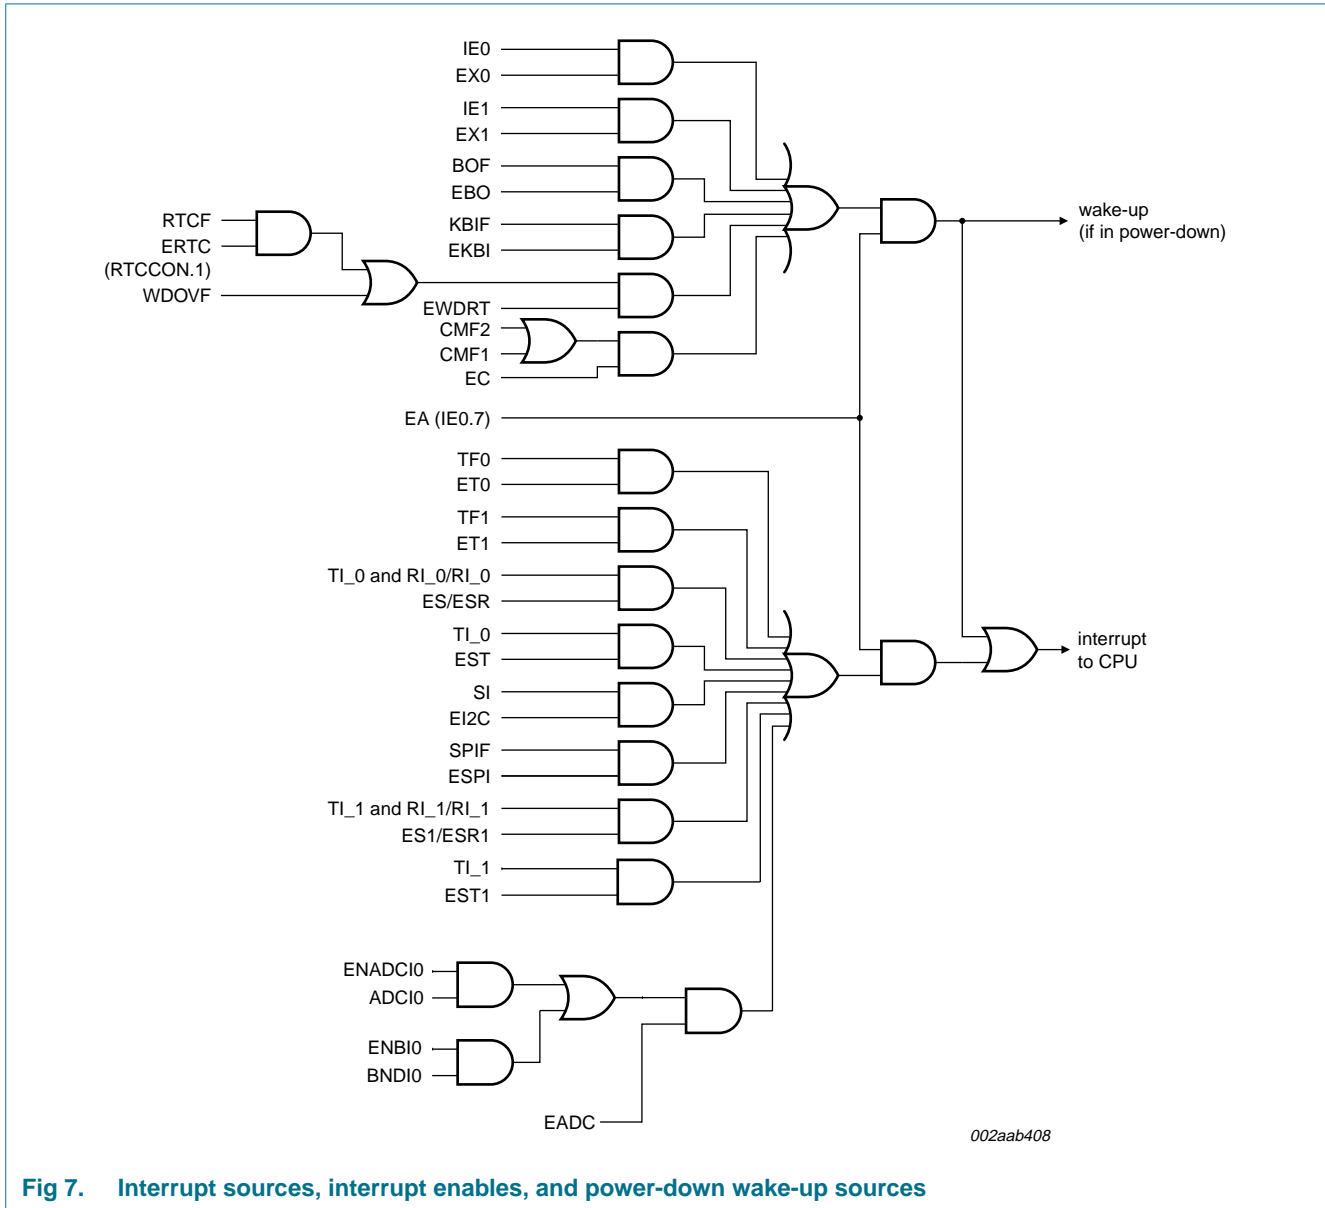 IE0
EX0
IE1
EX1
BOF
EBO
RTCF
KBIF
ERTC
EKBI
(RTCCON.1)
WDOVF
EWDRT
CMF2
CMF1
EC
wake-up
(if in power-down)
EA (IE0.7)
TF0
ET0
TF1
ET1
TI_0 and RI_0/RI_0
ES/ESR
TI_0
EST
interrupt
to CPU
SI
EI2C
SPIF
ESPI
TI_1 and RI_1/RI_1
ES1/ESR1
TI_1
EST1
ENADCI0
ADCI0
ENBI0
BNDI0
EADC
002aab408
Fig 7. Interrupt sources, interrupt enables, and power-down wake-up sources